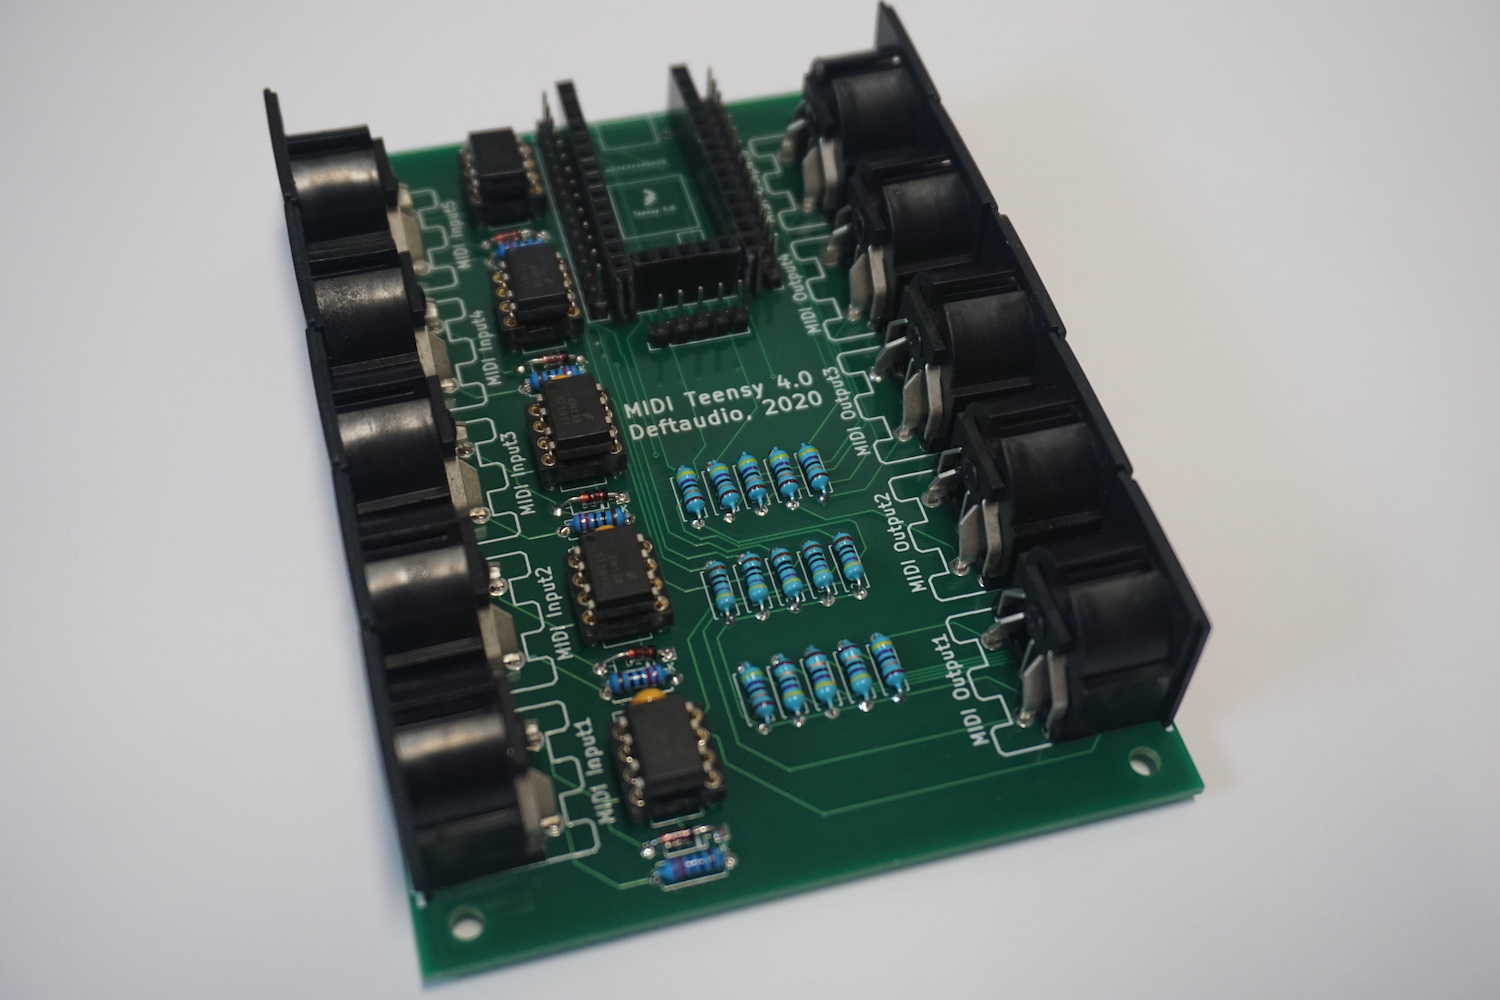 MIDI Input5
MIDI Input4
MIDI Input3
MIDI Input2
MIDI Input1
Teensy 4.0
MIDI Teensy 4.0
Deftaudio, 2020
MIDI Output4
MIDI Output3
MIDI Output2
MIDI Output1